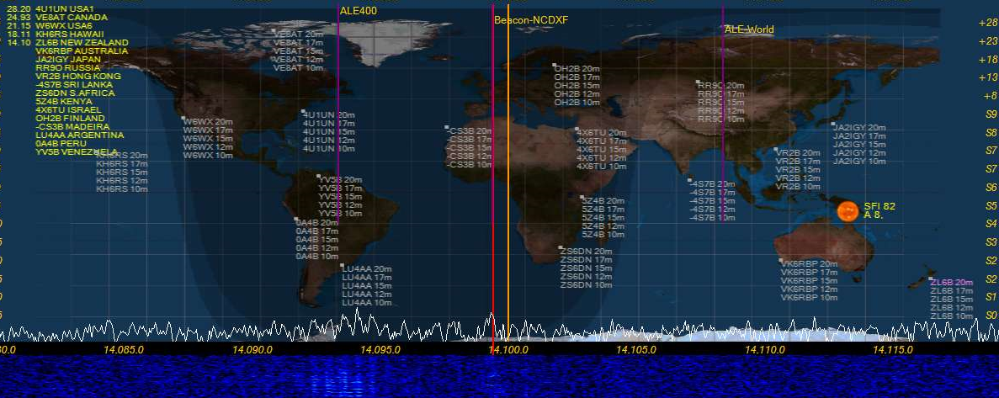 28.20 4U1UN USA1
24.93 VE8AT CANADA
21.15 W6WX USA6
18.11 KH6RS HAWAII
14.10 ZL6B NEW ZEALAND
VK6RBP AUSTRALIA
JA2IGY JAPAN
RR9O RUSSIA
VR2B HONG KONG
-4S7B SRI LANKA
ZS6DN S.AFRICA
5Z4B KENYA
4X6TU ISRAEL
OH2B FINLAND
-CS3B MADEIRA
LU4AA ARGENTINA
0A4B PERU
YV5B VENEZUELA
ALE400
Beacon-NCDXF
ALE-World
VE8AT 20m
VE8AT 17m
VE8AT 15m
VE8AT 12m
VE8AT 10m
OH2B 20m
OH2B 17m
OH2B 15m
OH2B 12m
OH2B 10m
RR9O 20m
RR9O 17m
RR9O 15m
RR9O 12m
RR9O 10m
W6WX 20m
W6WX 17m
W6WX 15m
W6WX 12m
W6WX 10m
4U1UN 20m
4U1UN 17m
4U1UN 15m
4U1UN 12m
4U1UN 10m
-CS3B 20m
-CS3B 17m
-CS3B 15m
-CS3B 12m
-CS3B 10m
4X6TU 20m
4X6TU 17m
4X6TU 15m
4X6TU 12m
4X6TU 10m
JA2IGY 20m
JA2IGY 17m
JA2IGY 15m
JA2IGY 12m
JA2IGY 10m
KH6RS 20m
KH6RS 17m
KH6RS 15m
KH6RS 12m
KH6RS 10m
VR2B 20m
VR2B 17m
VR2B 15m
VR2B 12m
VR2B 10m
YV5B 20m
YV5B 17m
YV5B 15m
YV5B 12m
YV5B 10m
-4S7B 20m
-4S7B 17m
-4S7B 15m
-4S7B 12m
-4S7B 10m
5Z4B 20m
5Z4B 17m
5Z4B 15m
5Z4B 12m
5Z4B 10m
SFI 82
A 8,
0A4B 20m
0A4B 17m
0A4B 15m
0A4B 12m
0A4B 10m
ZS6DN 20m
ZS6DN 17m
ZS6DN 15m
ZS6DN 12m
ZS6DN 10m
LU4AA 20m
LU4AA 17m
LU4AA 15m
LU4AA 12m
LU4AA 10m
VK6RBP 20m
VK6RBP 17m
VK6RBP 15m
VK6RBP 12m
VK6RBP 10m
ZL6B 20m
ZL6B 17m
ZL6B 15m
ZL6B 12m
ZL6B 10m
+28
+23
+18
+13
+8
S9
S8
S7
S7
S6
S5
S4
S3
S2
S2
S1
S0
14.085.0 14.090.0 14.095.0 14.100.0 14.105.0 14.110.0 14.115.0